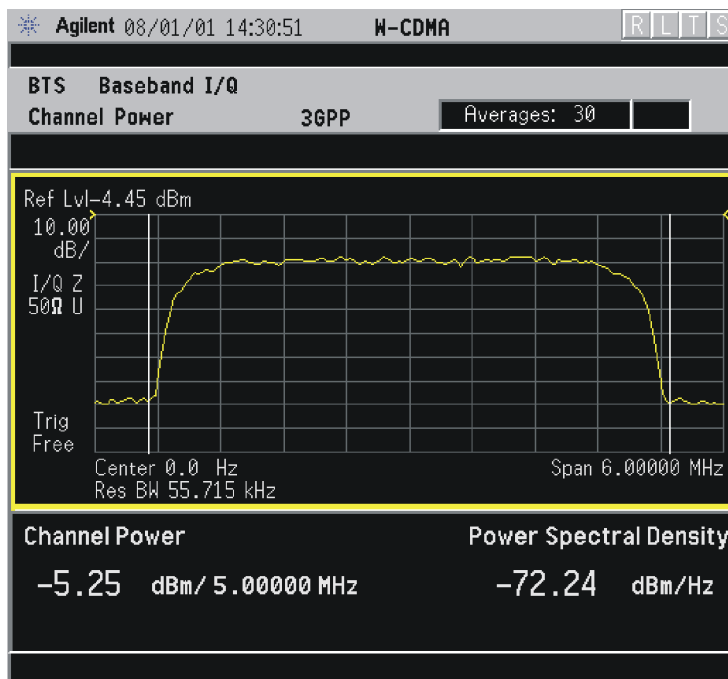 Agilent 08/01/01 14:30:51 W-CDMA R L T S
BTS Baseband I/Q
Channel Power 3GPP Averages: 30
Ref Lvl-4.45 dBm
10.00
dB/
I/Q Z
50Ω U
Trig
Free
Center 0.0 Hz Span 6.00000 MHz
Res BW 55.715 kHz
Channel Power Power Spectral Density
-5.25 dBm/ 5.00000 MHz -72.24 dBm/Hz